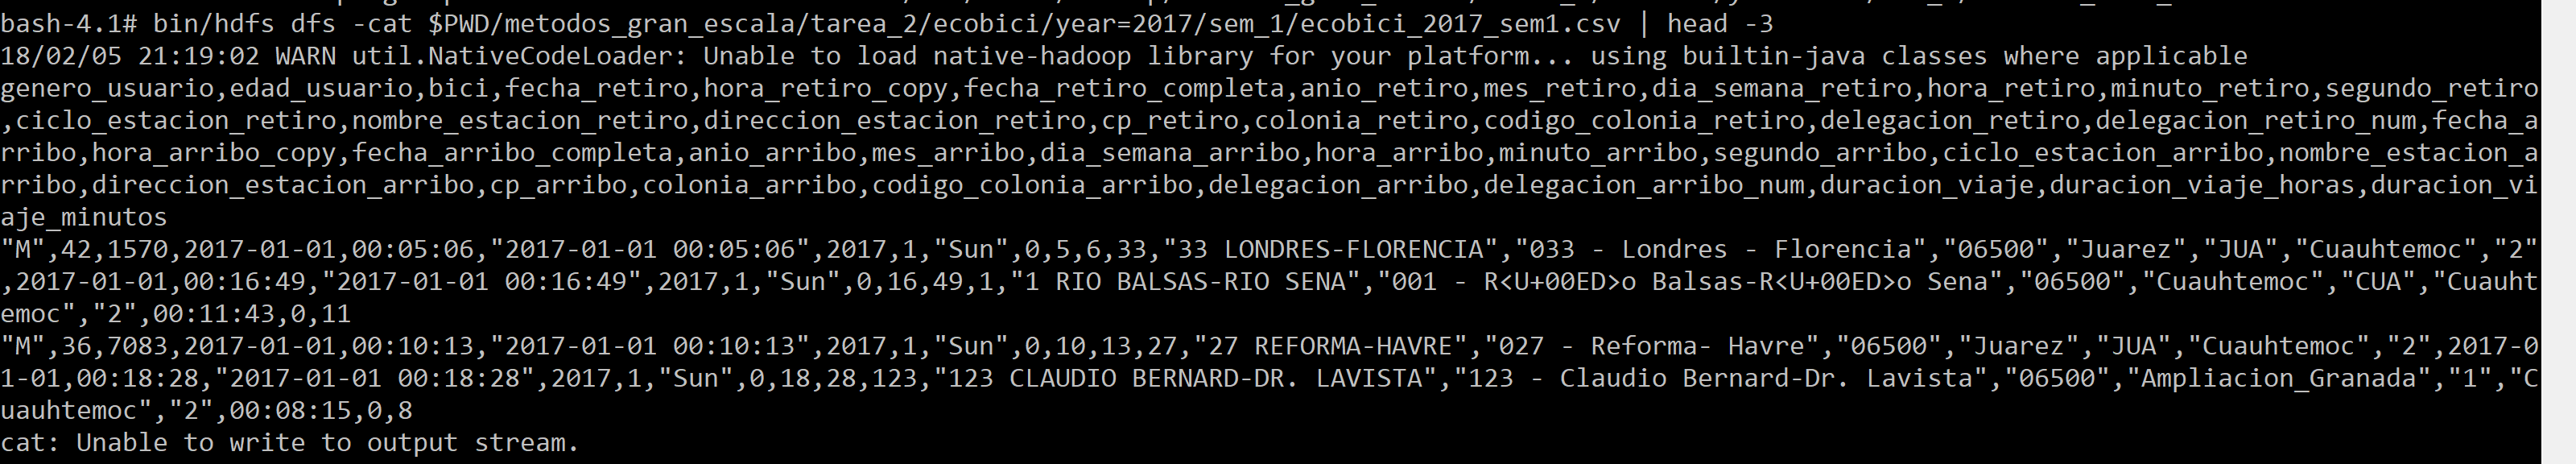 bash-4.1# bin/hdfs dfs -cat $PWD/metodos_gran_escala/tarea_2/ecobici/year=2017/sem_1/ecobici_2017_sem1.csv | head -3
18/02/05 21:19:02 WARN util.NativeCodeLoader: Unable to load native-hadoop library for your platform... using builtin-java classes where applicable
genero_usuario,edad_usuario,bici,fecha_retiro,hora_retiro_copy,fecha_retiro_completa,anio_retiro,mes_retiro,dia_semana_retiro,hora_retiro,minuto_retiro,segundo_retiro
,ciclo_estacion_retiro,nombre_estacion_retiro,direccion_estacion_retiro,cp_retiro,colonia_retiro,codigo_colonia_retiro,delegacion_retiro,delegacion_retiro_num,fecha_a
rribo,hora_arribo_copy,fecha_arribo_completa,anio_arribo,mes_arribo,dia_semana_arribo,hora_arribo,minuto_arribo,segundo_arribo,ciclo_estacion_arribo,nombre_estacion_a
rribo,direccion_estacion_arribo,cp_arribo,colonia_arribo,codigo_colonia_arribo,delegacion_arribo,delegacion_arribo_num,duracion_viaje,duracion_viaje_horas,duracion_vi
aje_minutos
"M",42,1570,2017-01-01,00:05:06,"2017-01-01 00:05:06",2017,1,"Sun",0,5,6,33,"33 LONDRES-FLORENCIA","033 - Londres - Florencia","06500","Juarez","JUA","Cuauhtemoc","2"
,2017-01-01,00:16:49,"2017-01-01 00:16:49",2017,1,"Sun",0,16,49,1,"1 RIO BALSAS-RIO SENA","001 - R<U+00ED>o Balsas-R<U+00ED>o Sena","06500","Cuauhtemoc","CUA","Cuauht
emoc","2",00:11:43,0,11
"M",36,7083,2017-01-01,00:10:13,"2017-01-01 00:10:13",2017,1,"Sun",0,10,13,27,"27 REFORMA-HAVRE","027 - Reforma- Havre","06500","Juarez","JUA","Cuauhtemoc","2",2017-0
1-01,00:18:28,"2017-01-01 00:18:28",2017,1,"Sun",0,18,28,123,"123 CLAUDIO BERNARD-DR. LAVISTA","123 - Claudio Bernard-Dr. Lavista","06500","Ampliacion_Granada","1","C
uauhtemoc","2",00:08:15,0,8
cat: Unable to write to output stream.